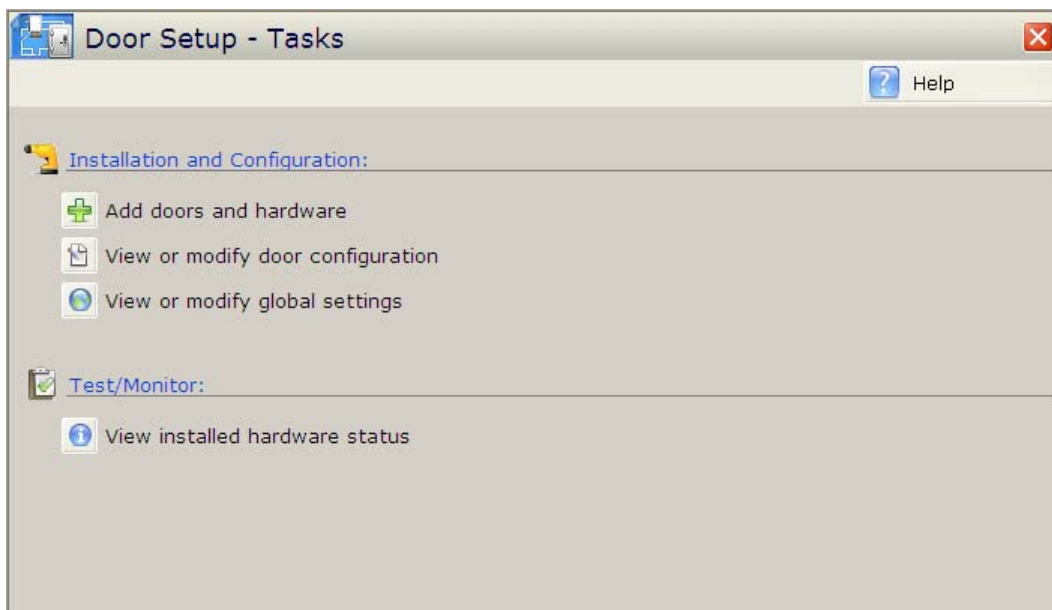 Door Setup - Tasks
Help
Installation and Configuration:
Add doors and hardware
View or modify door configuration
View or modify global settings
Test/Monitor:
View installed hardware status